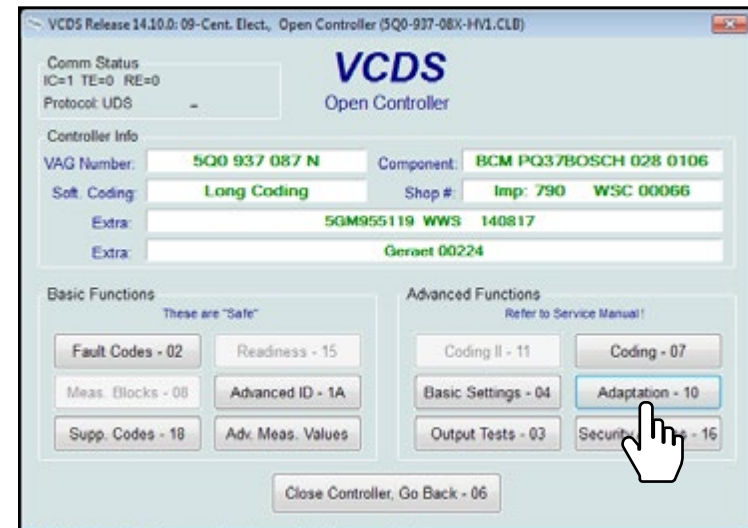 VCDS Release 14.10.0: 09-Cent. Elect., Open Controller (5Q0-937-08X-HV1.CLB)
Comm Status
IC=1 TE=0 RE=0
Protocol: UDS -
VCDS
Open Controller
Controller Info
VAG Number: 5Q0 937 087 N Component: BCM PQ37BOSCH 028 0106
Soft. Coding: Long Coding Shop #: Imp: 790 WSC 00066
Extra: 5GM955119 WWS 140817
Extra: Geraet 00224
Basic Functions
These are "Safe"
Advanced Functions
Refer to Service Manual!
Fault Codes - 02 Readiness - 15 Coding II - 11 Coding - 07
Meas. Blocks - 08 Advanced ID - 1A Basic Settings - 04 Adaptation - 10
Supp. Codes - 18 Adv. Meas. Values Output Tests - 03 Security - 16
Close Controller, Go Back - 06